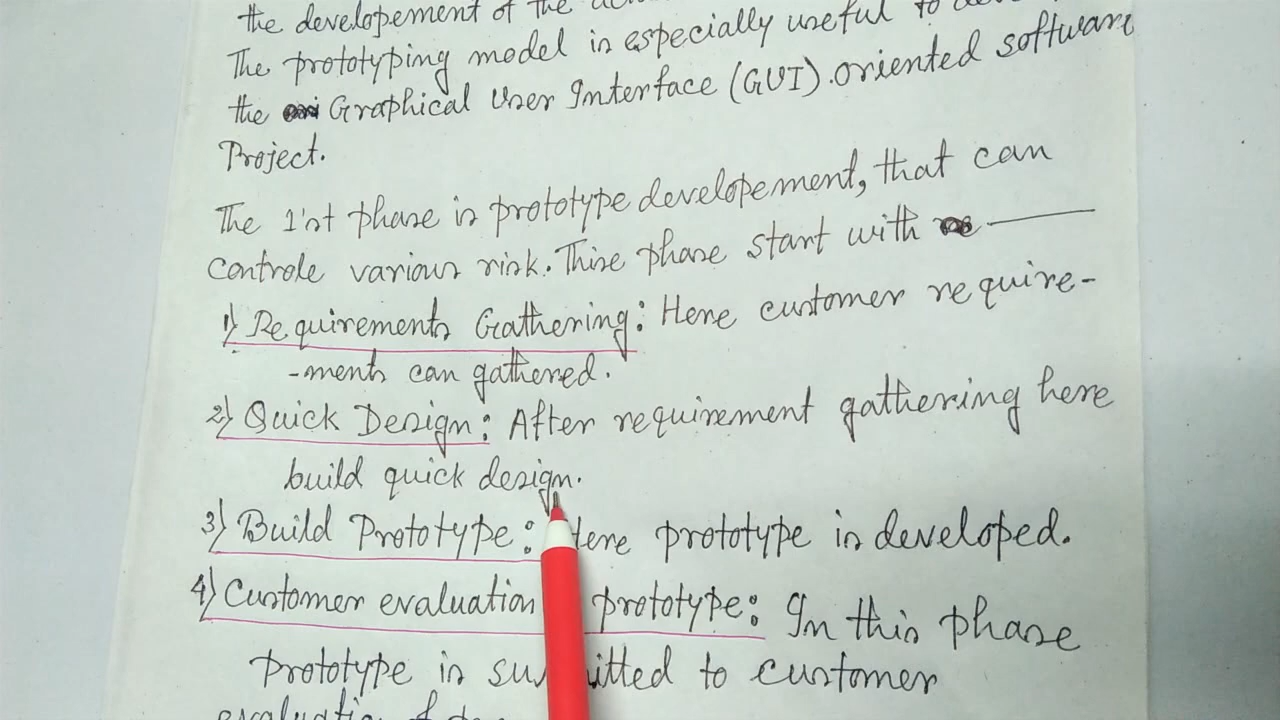 the developement of the
The prototyping model is especially useful to
the Graphical User Interface (GUI) oriented software
Project.
The 1'st phase is prototype developement, that can
controle various risk. Thise phase start with —
1) Requirements Gathering: Here customer require-
-ments can gathered.
2) Quick Design: After requirement gathering here
build quick design.
3) Build Prototype: Here prototype is developed.
4) Customer evaluation prototype: In this phase
prototype is submitted to customer